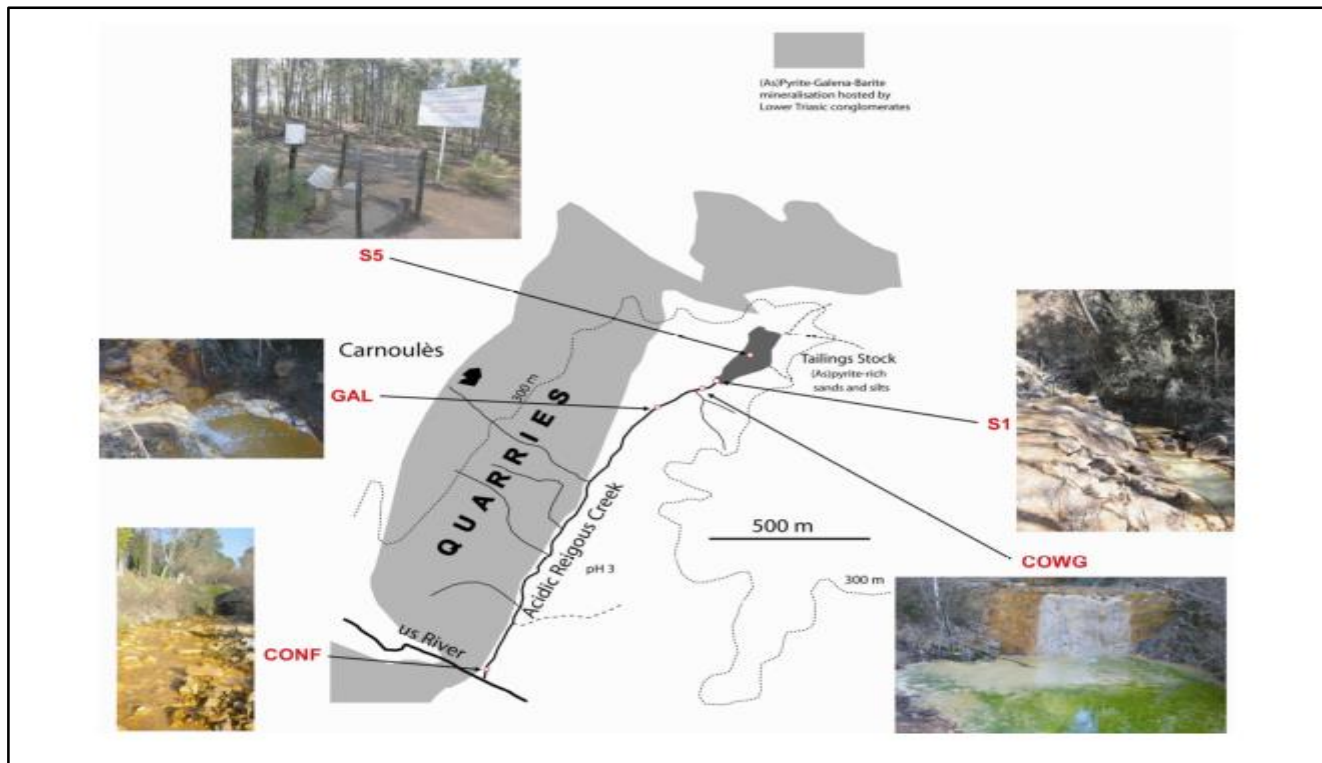 (As)Pyrite-Galena-Barite
mineralisation hosted by
Lower Triasic conglomerates
S5
Carnoulès
300 m
GAL
QUARRIES
Tailings Stock
(As)pyrite-rich
sands and silts
S1
500 m
COWG
Acidic Reigous Creek
pH 3
300 m
us River
CONF